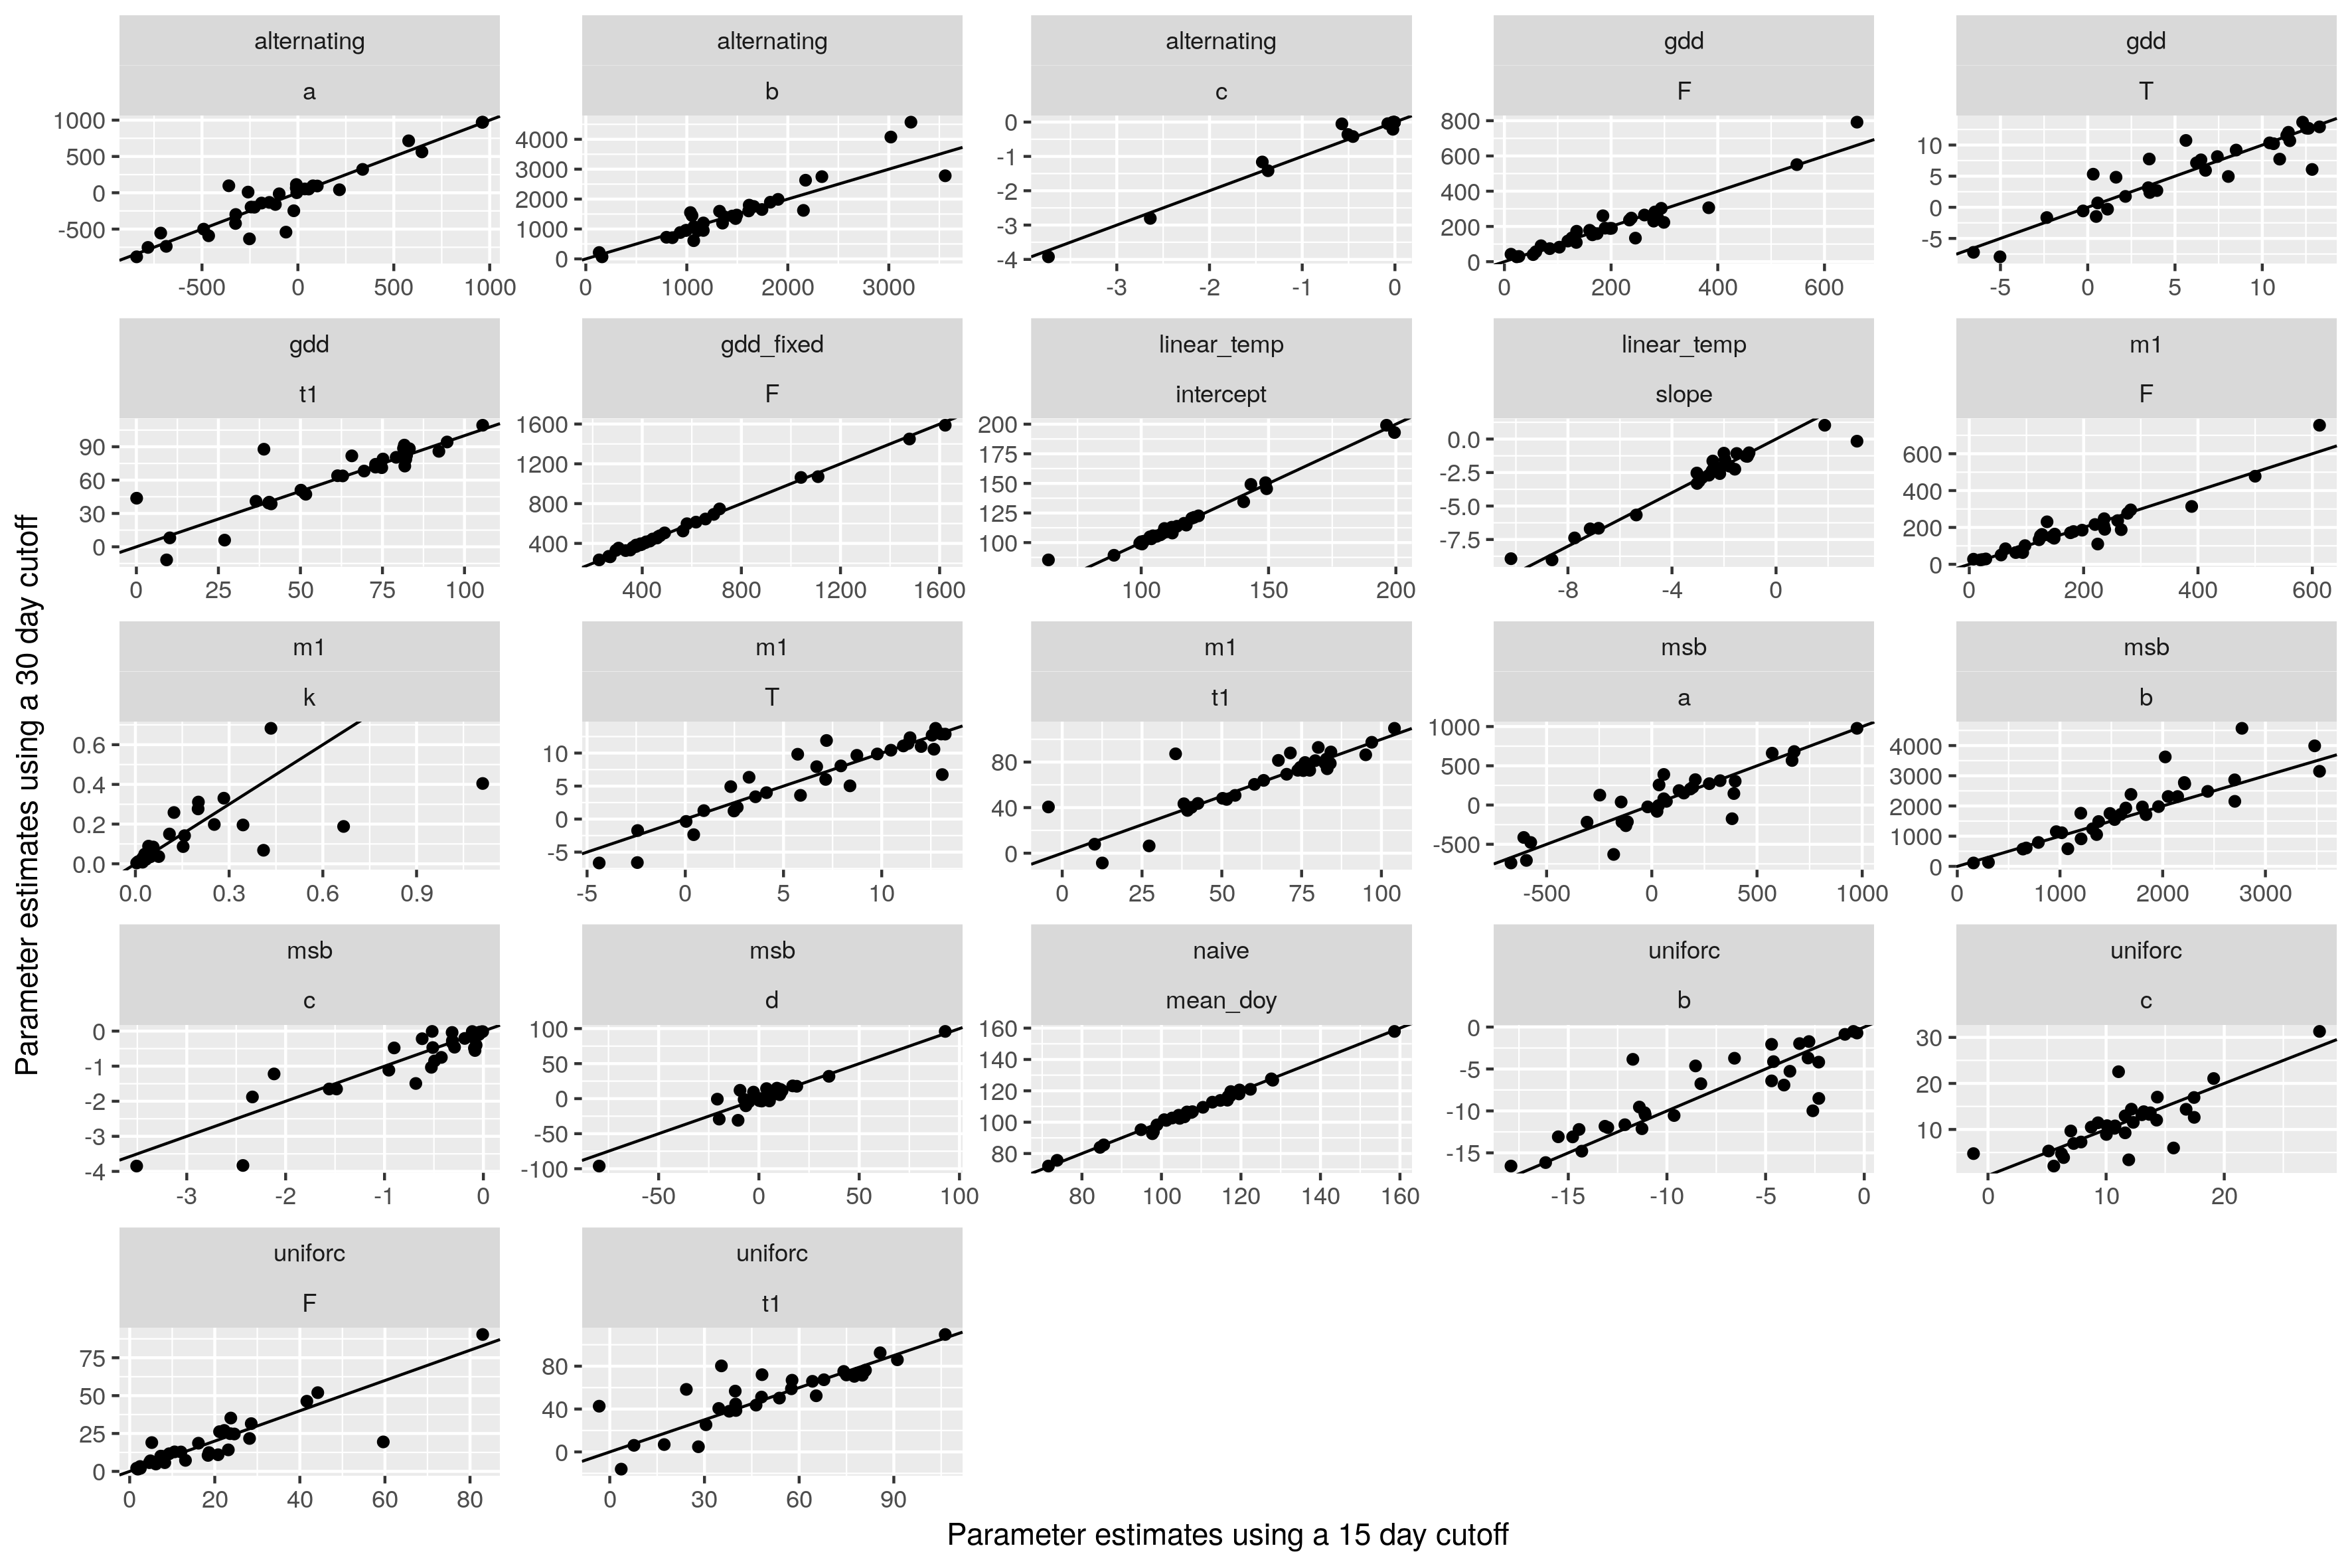 alternating alternating alternating gdd gdd
a b c F T
1000
500
0
-500
-500 0 500 1000
4000
3000
2000
1000
0
0 1000 2000 3000
0
-1
-2
-3
-4
-3 -2 -1 0
800
600
400
200
0
0 200 400 600
10
5
0
-5
-5 0 5 10
gdd gdd_fixed linear_temp linear_temp m1
t1 F intercept slope F
90
60
30
0
0 25 50 75 100
1600
1200
800
400
400 800 1200 1600
200
175
150
125
100
100 150 200
0.0
-2.5
-5.0
-7.5
-8 -4 0
600
400
200
0
0 200 400 600
m1 m1 m1 msb msb
k T t1 a b
0.6
0.4
0.2
0.0
0.0 0.3 0.6 0.9
10
5
0
-5
-5 0 5 10
80
40
0
0 25 50 75 100
1000
500
0
-500
-500 0 500 1000
4000
3000
2000
1000
0
0 1000 2000 3000
msb msb naive uniforc uniforc
c d mean_doy b c
0
-1
-2
-3
-4
-3 -2 -1 0
100
50
0
-50
-100
-50 0 50 100
160
140
120
100
80
80 100 120 140 160
0
-5
-10
-15
-15 -10 -5 0
30
20
10
0 10 20
uniforc uniforc
F t1
75
50
25
0
0 20 40 60 80
80
40
0
0 30 60 90
Parameter estimates using a 30 day cutoff
Parameter estimates using a 15 day cutoff